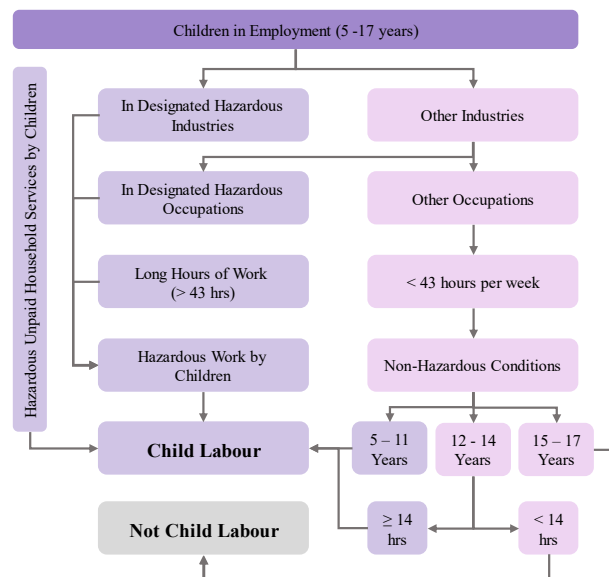 Children in Employment (5 -17 years)
Hazardous Unpaid Household Services by Children
In Designated Hazardous
Industries
Other Industries
In Designated Hazardous
Occupations
Other Occupations
Long Hours of Work
(> 43 hrs)
< 43 hours per week
Hazardous Work by
Children
Non-Hazardous Conditions
Child Labour
5 – 11
Years
12 - 14
Years
15 – 17
Years
Not Child Labour
≥ 14
hrs
< 14
hrs